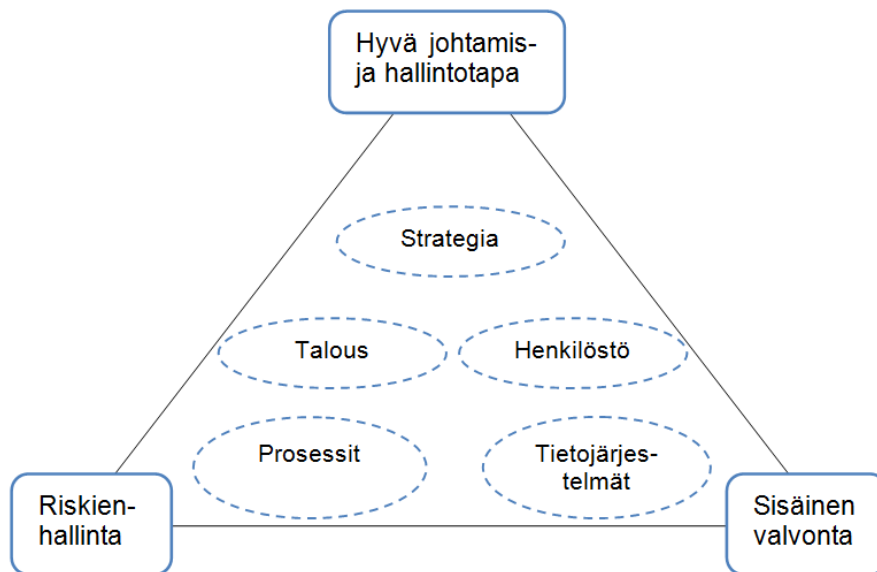 Hyvä johtamis-
ja hallintotapa
Strategia
Talous
Henkilöstö
Prosessit
Tietojärjes-
telmät
Riskien-
hallinta
Sisäinen
valvonta